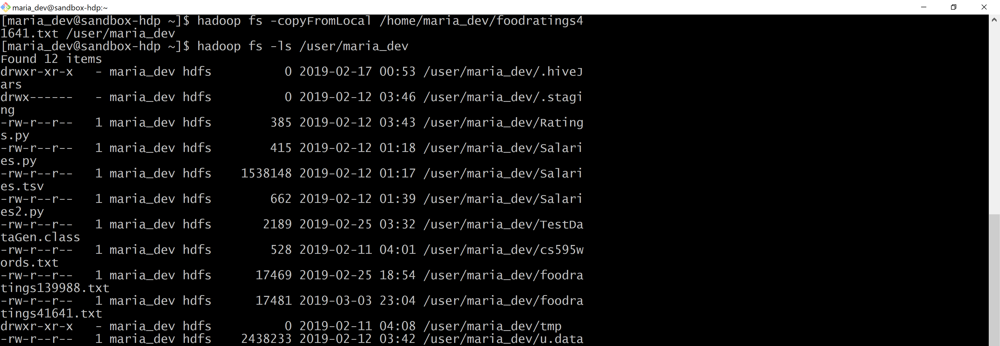 maria_dev@sandbox-hdp:~
[maria_dev@sandbox-hdp ~]$ hadoop fs -copyFromLocal /home/maria_dev/foodratings4
1641.txt /user/maria_dev
[maria_dev@sandbox-hdp ~]$ hadoop fs -ls /user/maria_dev
Found 12 items
drwxr-xr-x   - maria_dev hdfs          0 2019-02-17 00:53 /user/maria_dev/.hiveJ
ars
drwx------   - maria_dev hdfs          0 2019-02-12 03:46 /user/maria_dev/.stagi
ng
-rw-r--r--   1 maria_dev hdfs        385 2019-02-12 03:43 /user/maria_dev/Rating
s.py
-rw-r--r--   1 maria_dev hdfs        415 2019-02-12 01:18 /user/maria_dev/Salari
es.py
-rw-r--r--   1 maria_dev hdfs    1538148 2019-02-12 01:17 /user/maria_dev/Salari
es.tsv
-rw-r--r--   1 maria_dev hdfs        662 2019-02-12 01:39 /user/maria_dev/Salari
es2.py
-rw-r--r--   1 maria_dev hdfs       2189 2019-02-25 03:32 /user/maria_dev/TestDa
taGen.class
-rw-r--r--   1 maria_dev hdfs        528 2019-02-11 04:01 /user/maria_dev/cs595w
ords.txt
-rw-r--r--   1 maria_dev hdfs      17469 2019-02-25 18:54 /user/maria_dev/foodra
tings139988.txt
-rw-r--r--   1 maria_dev hdfs      17481 2019-03-03 23:04 /user/maria_dev/foodra
tings41641.txt
drwxr-xr-x   - maria_dev hdfs          0 2019-02-11 04:08 /user/maria_dev/tmp
-rw-r--r--   1 maria_dev hdfs    2438233 2019-02-12 03:42 /user/maria_dev/u.data